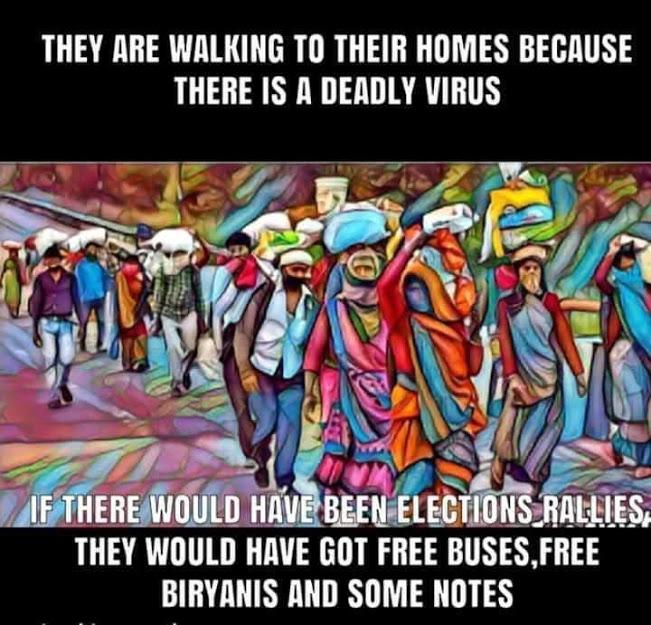 THEY ARE WALKING TO THEIR HOMES BECAUSE
THERE IS A DEADLY VIRUS
IF THERE WOULD HAVE BEEN ELECTIONS RALLIES,
THEY WOULD HAVE GOT FREE BUSES,FREE
BIRYANIS AND SOME NOTES